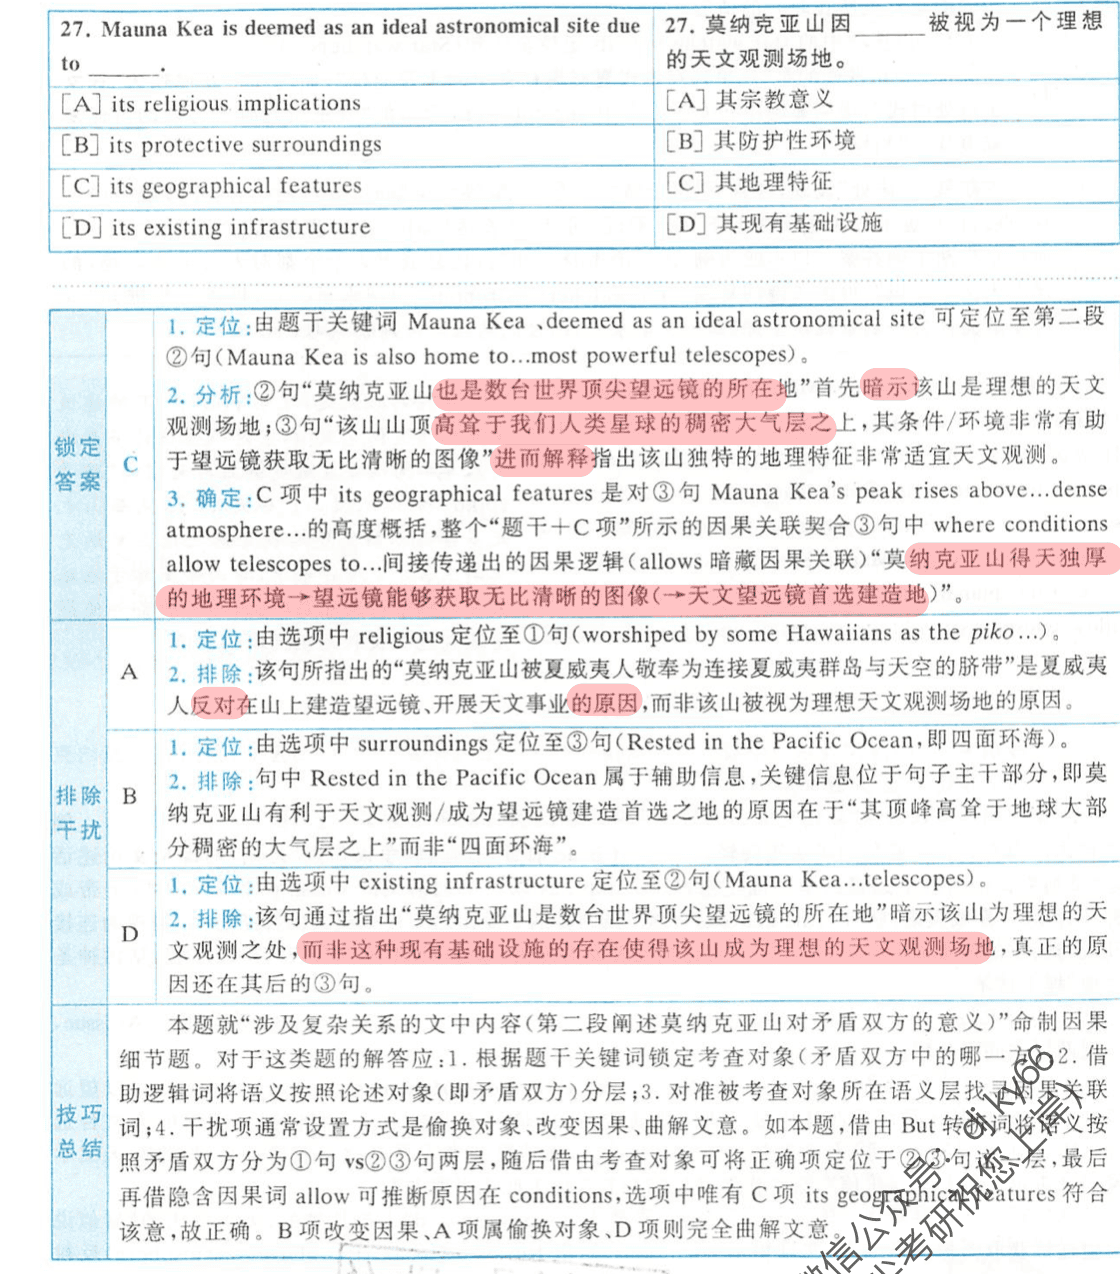 27. Mauna Kea is deemed as an ideal astronomical site due
to ______.
27. 莫纳克亚山因______被视为一个理想
的天文观测场地。
[A] its religious implications
[A] 其宗教意义
[B] its protective surroundings
[B] 其防护性环境
[C] its geographical features
[C] 其地理特征
[D] its existing infrastructure
[D] 其现有基础设施
锁定
答案
C
1. 定位:由题干关键词 Mauna Kea 、deemed as an ideal astronomical site 可定位至第二段
②句(Mauna Kea is also home to…most powerful telescopes)。
2. 分析:②句“莫纳克亚山也是数台世界顶尖望远镜的所在地”首先暗示该山是理想的天文
观测场地;③句“该山山顶高耸于我们人类星球的稠密大气层之上,其条件/环境非常有助
于望远镜获取无比清晰的图像”进而解释指出该山独特的地理特征非常适宜天文观测。
3. 确定:C 项中 its geographical features 是对③句 Mauna Kea’s peak rises above…dense
atmosphere…的高度概括,整个“题干+C 项”所示的因果关联契合③句中 where conditions
allow telescopes to…间接传递出的因果逻辑(allows 暗藏因果关联)“莫纳克亚山得天独厚
的地理环境→望远镜能够获取无比清晰的图像(→天文望远镜首选建造地)”。
排除
干扰
A
1. 定位:由选项中 religious 定位至①句(worshiped by some Hawaiians as the piko…)。
2. 排除:该句所指出的“莫纳克亚山被夏威夷人敬奉为连接夏威夷群岛与天空的脐带”是夏威夷
人反对在山上建造望远镜、开展天文事业的原因,而非该山被视为理想天文观测场地的原因。
B
1. 定位:由选项中 surroundings 定位至③句(Rested in the Pacific Ocean,即四面环海)。
2. 排除:句中 Rested in the Pacific Ocean 属于辅助信息,关键信息位于句子主干部分,即莫
纳克亚山有利于天文观测/成为望远镜建造首选之地的原因在于“其顶峰高耸于地球大部
分稠密的大气层之上”而非“四面环海”。
D
1. 定位:由选项中 existing infrastructure 定位至②句(Mauna Kea…telescopes)。
2. 排除:该句通过指出“莫纳克亚山是数台世界顶尖望远镜的所在地”暗示该山为理想的天
文观测之处,而非这种现有基础设施的存在使得该山成为理想的天文观测场地,真正的原
因还在其后的③句。
技巧
总结
本题就“涉及复杂关系的文中内容(第二段阐述莫纳克亚山对矛盾双方的意义)”命制因果
细节题。对于这类题的解答应:1. 根据题干关键词锁定考查对象(矛盾双方中的哪一方);2. 借
助逻辑词将语义按照论述对象(即矛盾双方)分层;3. 对准被考查对象所在语义层找寻因果关联
词;4. 干扰项通常设置方式是偷换对象、改变因果、曲解文意。如本题,借由 But 转折词将语义按
照矛盾双方分为①句 vs②③句两层,随后借由考查对象可将正确项定位于②③句这一层,最后
再借隐含因果词 allow 可推断原因在 conditions,选项中唯有 C 项 its geographical features 符合
该意,故正确。B 项改变因果、A 项属偷换对象、D 项则完全曲解文意。
微信公众号 djky66
考研祝您上岸)